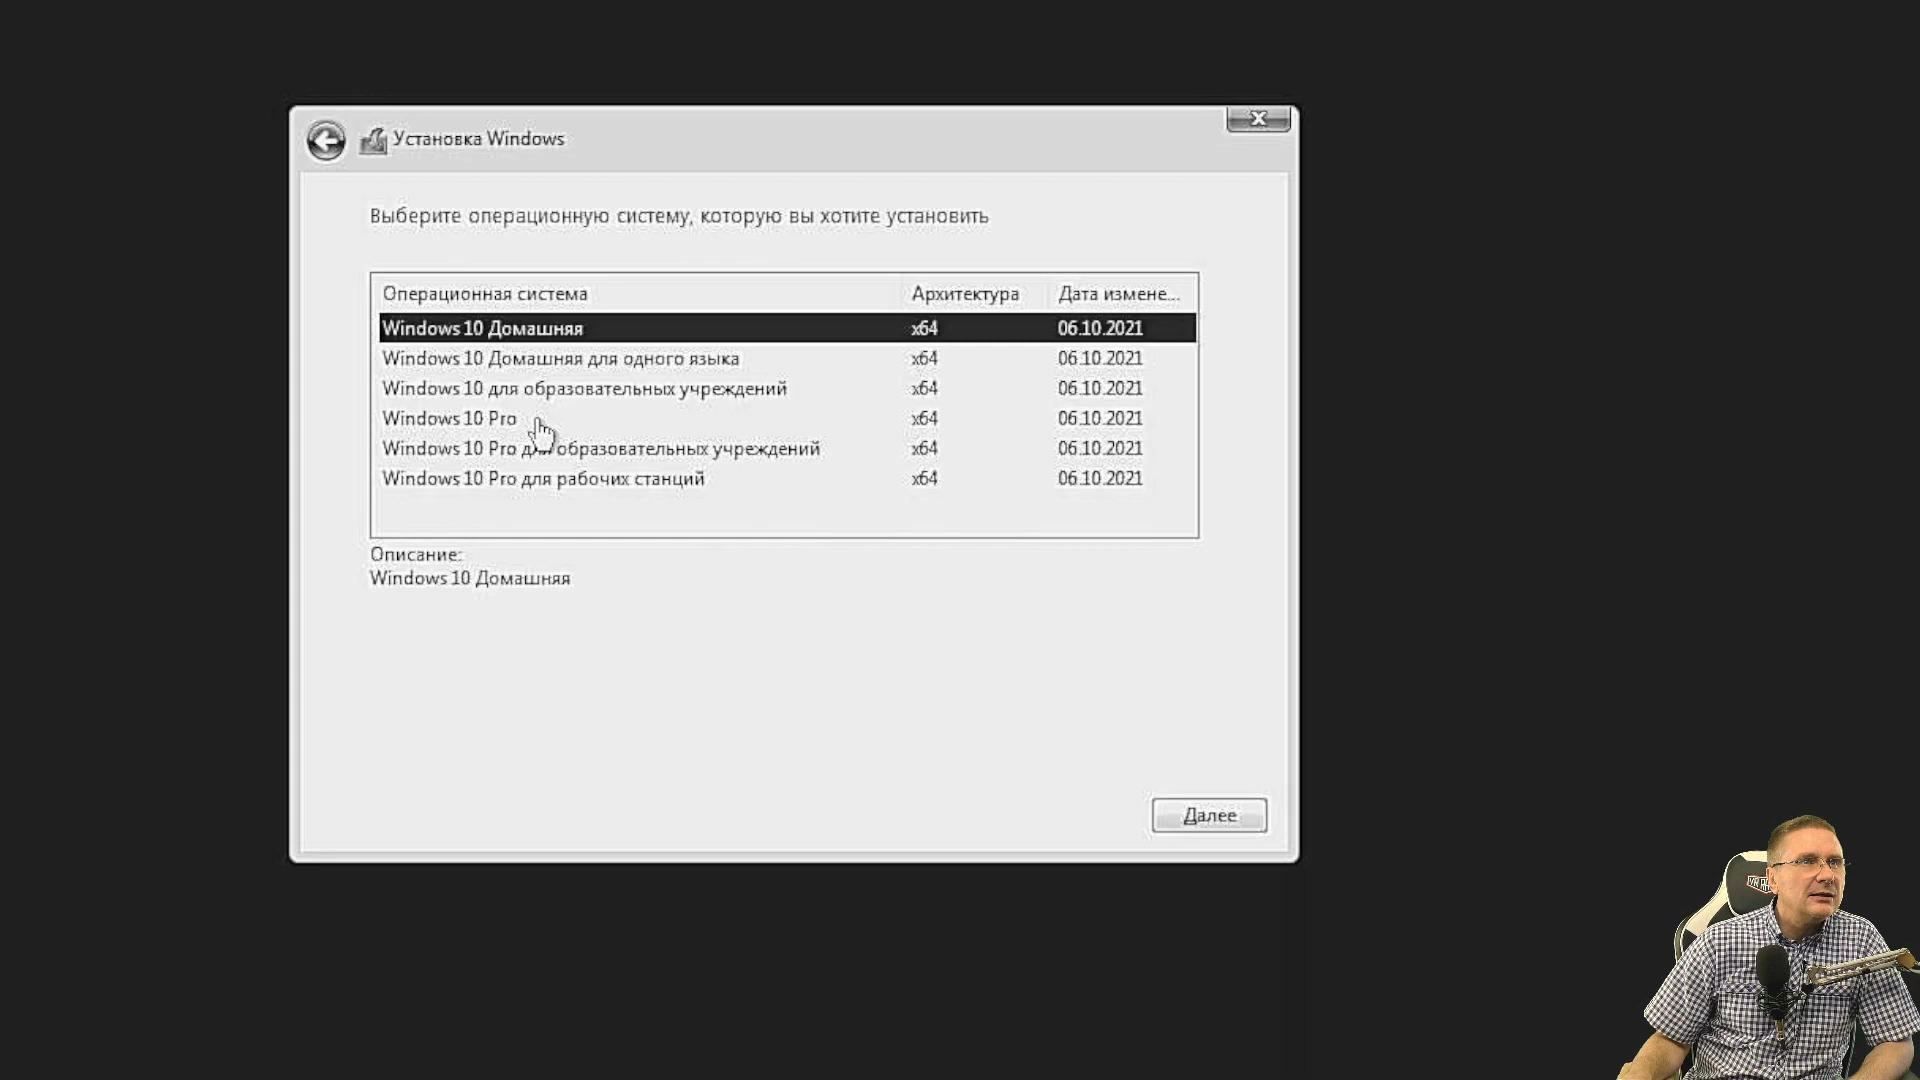 Установка Windows
Выберите операционную систему, которую вы хотите установить
Операционная система Архитектура Дата измене...
Windows 10 Домашняя x64 06.10.2021
Windows 10 Домашняя для одного языка x64 06.10.2021
Windows 10 для образовательных учреждений x64 06.10.2021
Windows 10 Pro x64 06.10.2021
Windows 10 Pro для образовательных учреждений x64 06.10.2021
Windows 10 Pro для рабочих станций x64 06.10.2021
Описание:
Windows 10 Домашняя
Далее